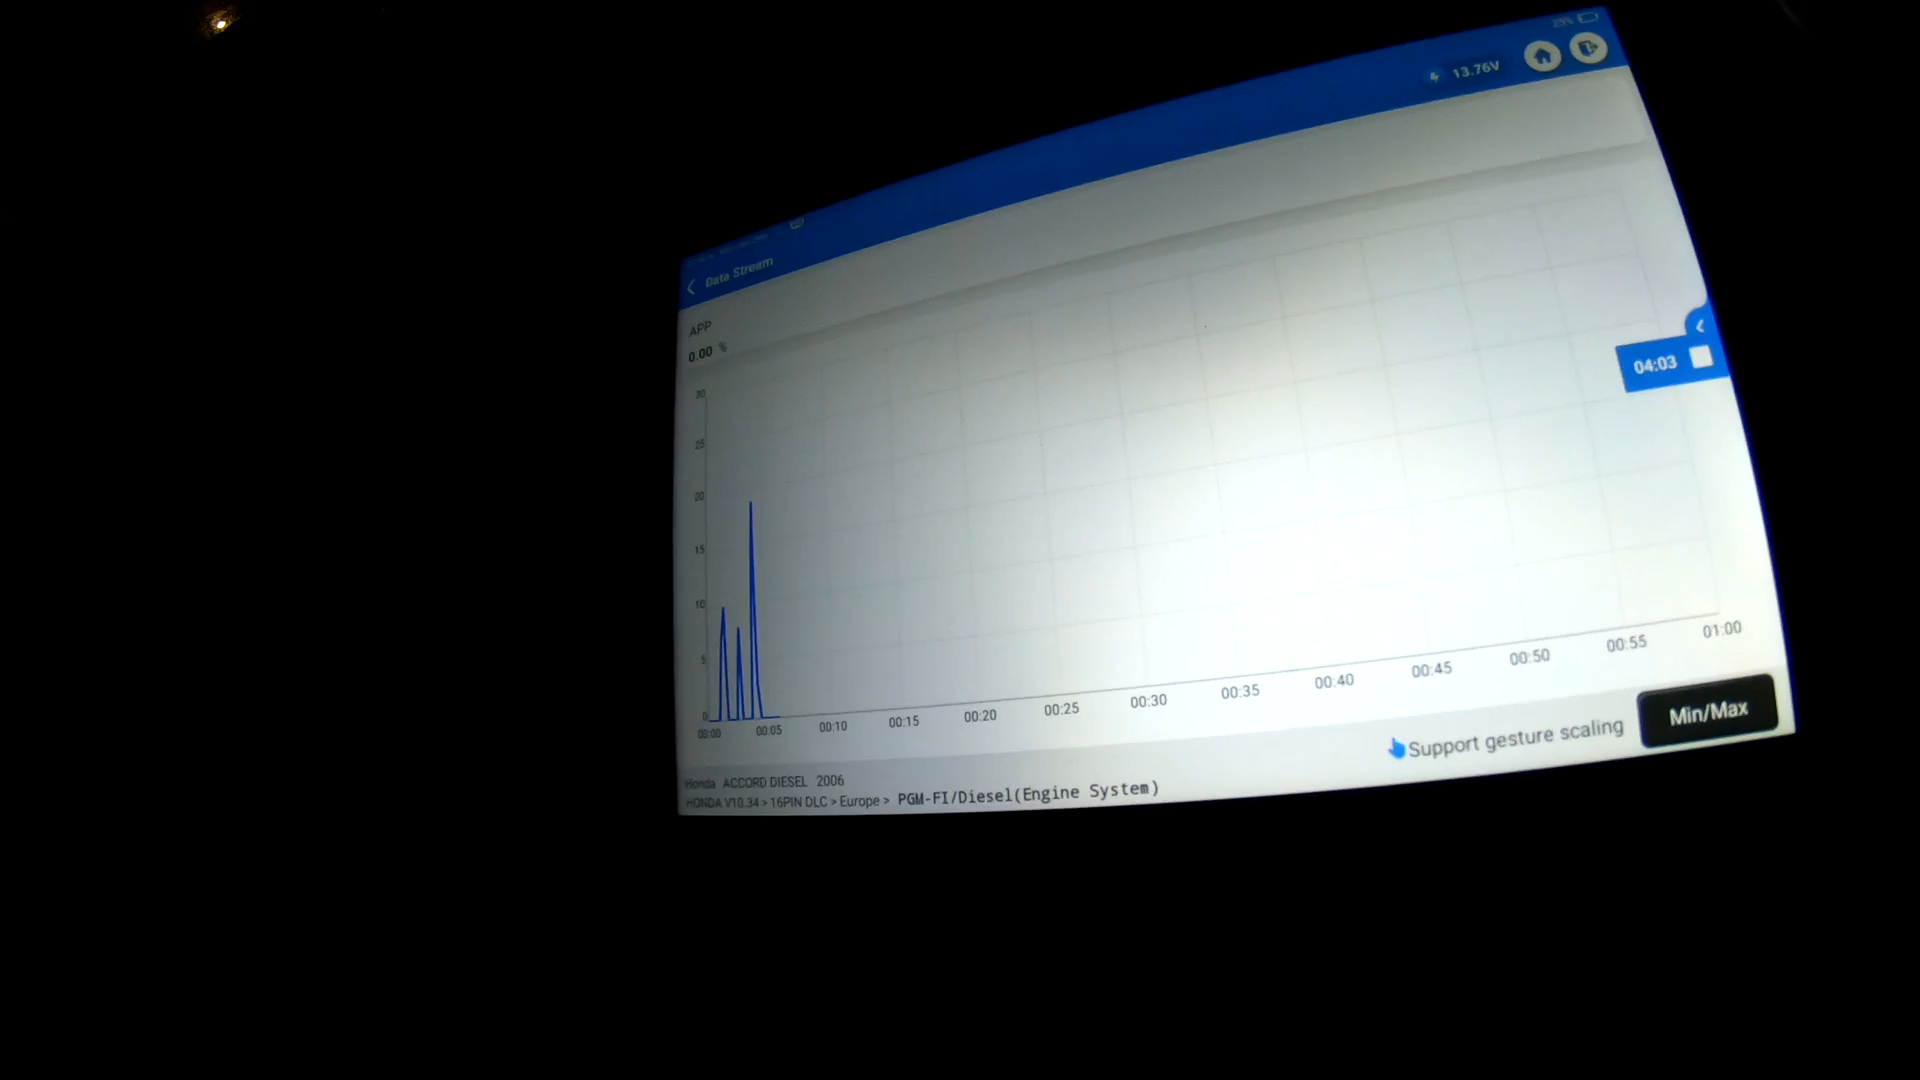 25%
13.76V
Data Stream
APP
0.00 %
30
25
20
15
10
5
0
04:03
00:00 00:05 00:10 00:15 00:20 00:25 00:30 00:35 00:40 00:45 00:50 00:55 01:00
Support gesture scaling
Min/Max
Honda ACCORD DIESEL 2006
HONDA V10.34 > 16PIN DLC > Europe > PGM-FI/Diesel(Engine System)